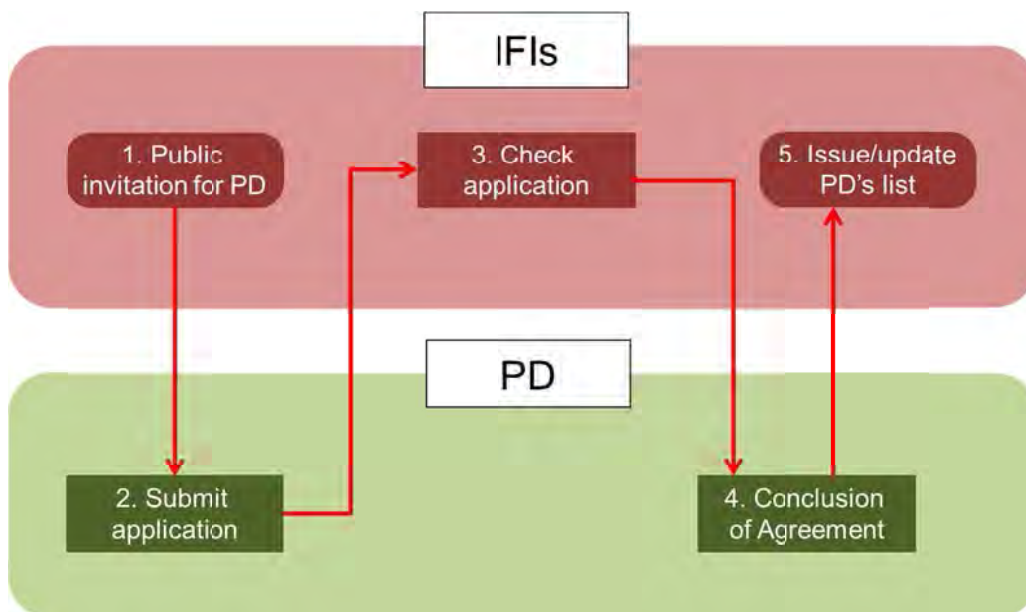 IFIs
1. Public
invitation for PD
3. Check
application
5. Issue/update
PD's list
PD
2. Submit
application
4. Conclusion
of Agreement